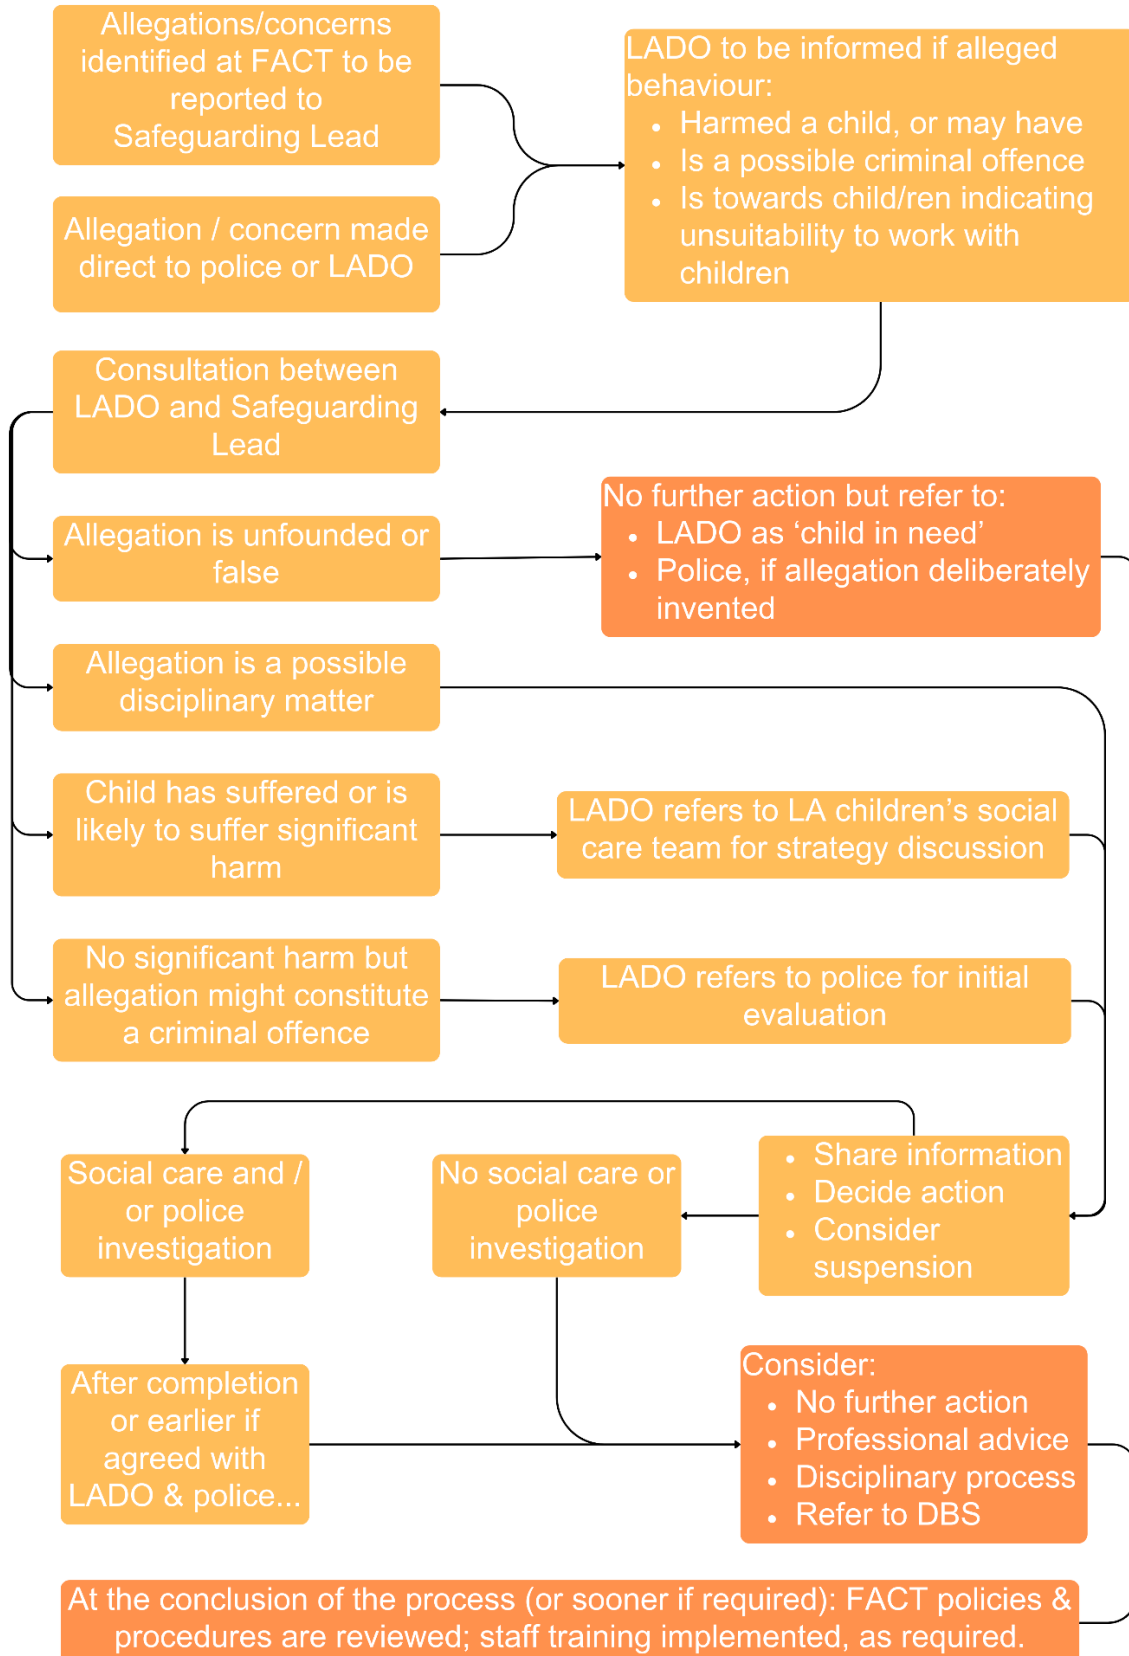 Allegations/concerns
identified at FACT to be
reported to
Safeguarding Lead
LADO to be informed if alleged
behaviour:
• Harmed a child, or may have
• Is a possible criminal offence
• Is towards child/ren indicating
unsuitability to work with
children
Allegation / concern made
direct to police or LADO
Consultation between
LADO and Safeguarding
Lead
Allegation is unfounded or
false
No further action but refer to:
• LADO as ‘child in need’
• Police, if allegation deliberately
invented
Allegation is a possible
disciplinary matter
Child has suffered or is
likely to suffer significant
harm
LADO refers to LA children’s social
care team for strategy discussion
No significant harm but
allegation might constitute
a criminal offence
LADO refers to police for initial
evaluation
Social care and /
or police
investigation
No social care or
police
investigation
• Share information
• Decide action
• Consider
suspension
After completion
or earlier if
agreed with
LADO & police...
Consider:
• No further action
• Professional advice
• Disciplinary process
• Refer to DBS
At the conclusion of the process (or sooner if required): FACT policies &
procedures are reviewed; staff training implemented, as required.